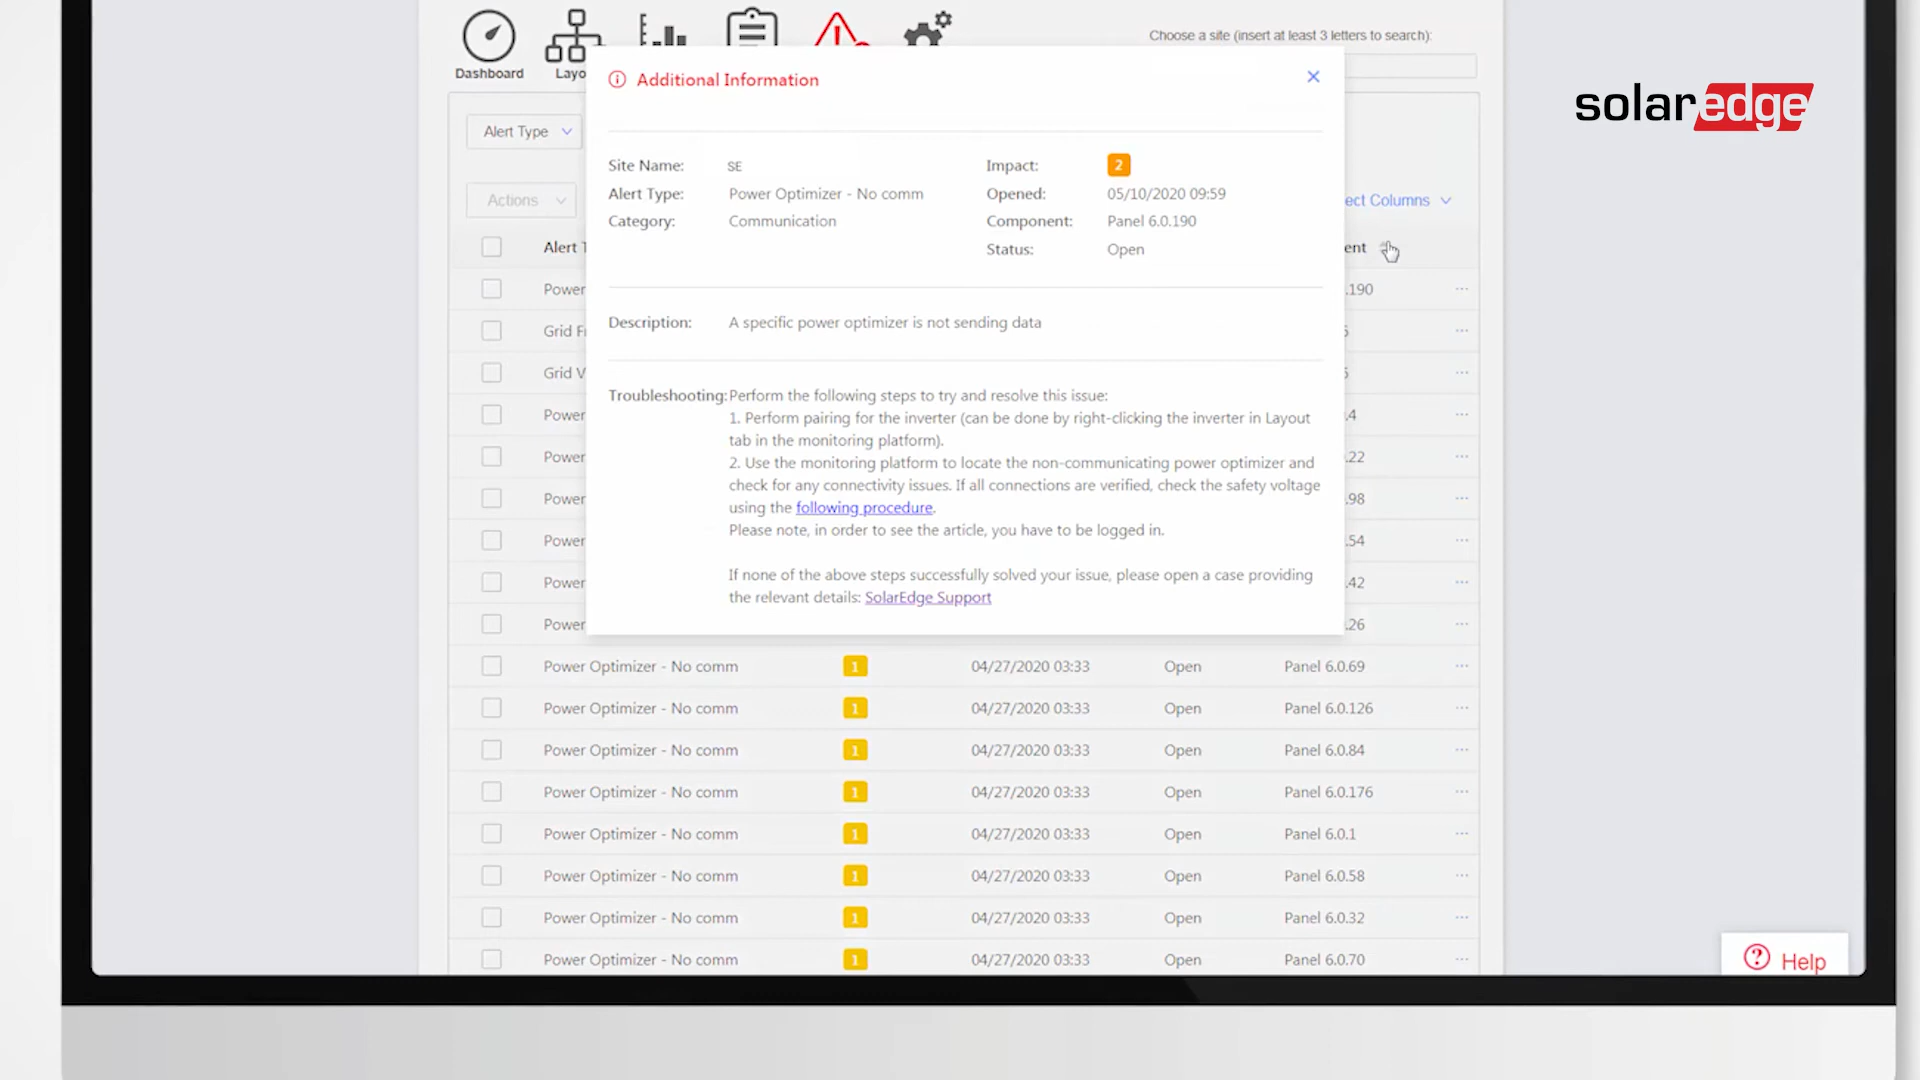 Choose a site (insert at least 3 letters to search):
Dashboard
Layo
solaredge
Additional Information
Alert Type
Site Name: SE
Impact: 2
Alert Type: Power Optimizer - No comm
Opened: 05/10/2020 09:59
Actions
ect Columns
Category: Communication
Component: Panel 6.0.190
Status: Open
Alert T
ent
Power
.190
Description: A specific power optimizer is not sending data
Grid F
Grid V
Troubleshooting: Perform the following steps to try and resolve this issue:
1. Perform pairing for the inverter (can be done by right-clicking the inverter in Layout
tab in the monitoring platform).
2. Use the monitoring platform to locate the non-communicating power optimizer and
check for any connectivity issues. If all connections are verified, check the safety voltage
using the following procedure.
Please note, in order to see the article, you have to be logged in.
If none of the above steps successfully solved your issue, please open a case providing
the relevant details: SolarEdge Support
Power .4
Power .22
Power .98
Power .54
Power .42
Power .26
Power Optimizer - No comm 1 04/27/2020 03:33 Open Panel 6.0.69
Power Optimizer - No comm 1 04/27/2020 03:33 Open Panel 6.0.126
Power Optimizer - No comm 1 04/27/2020 03:33 Open Panel 6.0.84
Power Optimizer - No comm 1 04/27/2020 03:33 Open Panel 6.0.176
Power Optimizer - No comm 1 04/27/2020 03:33 Open Panel 6.0.1
Power Optimizer - No comm 1 04/27/2020 03:33 Open Panel 6.0.58
Power Optimizer - No comm 1 04/27/2020 03:33 Open Panel 6.0.32
Power Optimizer - No comm 1 04/27/2020 03:33 Open Panel 6.0.70
Help